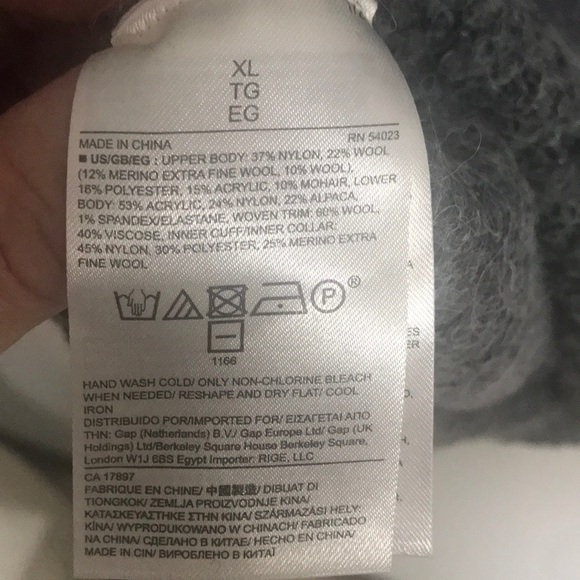 XL
TG
EG
MADE IN CHINA RN 54023
■ US/GB/EG : UPPER BODY: 37% NYLON, 22% WOOL
(12% MERINO EXTRA FINE WOOL, 10% WOOL),
16% POLYESTER, 15% ACRYLIC, 10% MOHAIR, LOWER
BODY: 53% ACRYLIC, 24% NYLON, 22% ALPACA,
1% SPANDEX/ELASTANE, WOVEN TRIM: 60% WOOL,
40% VISCOSE, INNER CUFF/INNER COLLAR:
45% NYLON, 30% POLYESTER, 25% MERINO EXTRA
FINE WOOL
P®
1166
HAND WASH COLD/ ONLY NON-CHLORINE BLEACH
WHEN NEEDED/ RESHAPE AND DRY FLAT/ COOL
IRON
DISTRIBUIDO POR/IMPORTED FOR/ ΕΙΣΑΓΕΤΑΙ ΑΠΟ
ΤΗΝ: Gap (Netherlands) B.V./ Gap Europe Ltd/ Gap (UK
Holdings) Ltd/Berkeley Square House Berkeley Square,
London W1J 6BS Egypt Importer: RIGE, LLC
CA 17897
FABRIQUÉ EN CHINE/ 中國製造/ DIBUAT DI
TIONGKOK/ ZEMLJA PROIZVODNJE KINA/
ΚΑΤΑΣΚΕΥΑΣΤΗΚΕ ΣΤΗΝ ΚΙΝΑ/ SZÁRMAZÁSI HELY:
KÍNA/ WYPRODUKOWANO W CHINACH/ FABRICADO
NA CHINA/ СДЕЛАНО В КИТАЕ/ HECHO EN CHINA/
MADE IN CIN/ ВИРОБЛЕНО В КИТАЇ